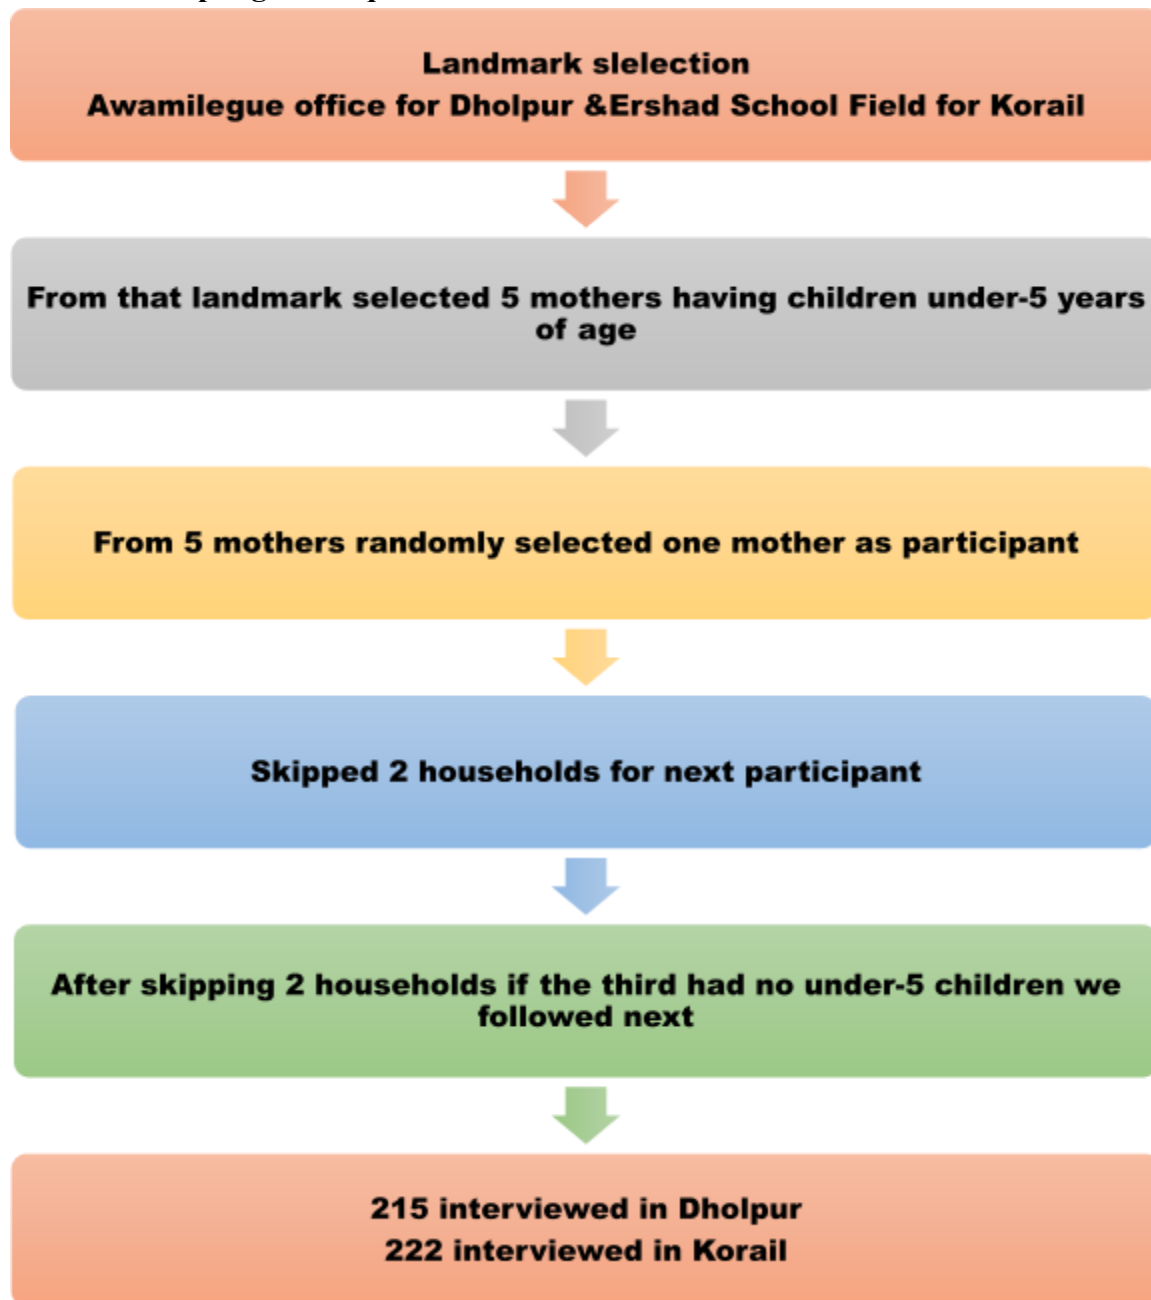 Landmark slelection
Awamilegue office for Dholpur &Ershad School Field for Korail
From that landmark selected 5 mothers having children under-5 years
of age
From 5 mothers randomly selected one mother as participant
Skipped 2 households for next participant
After skipping 2 households if the third had no under-5 children we
followed next
215 interviewed in Dholpur
222 interviewed in Korail